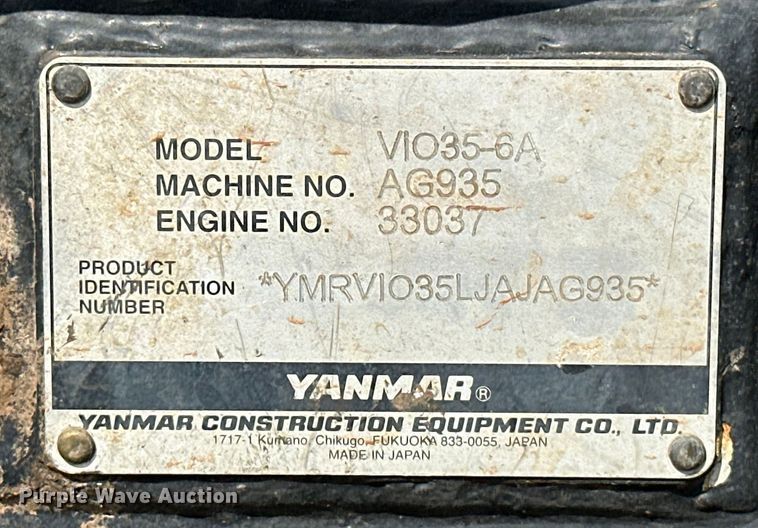 MODEL VIO35-6A
MACHINE NO. AG935
ENGINE NO. 33037
PRODUCT
IDENTIFICATION
NUMBER
*YMRVIO35LJAJAG935*
YANMAR®
YANMAR CONSTRUCTION EQUIPMENT CO., LTD.
1717-1 Kumano, Chikugo, FUKUOKA 833-0055, JAPAN
MADE IN JAPAN
Purple Wave Auction